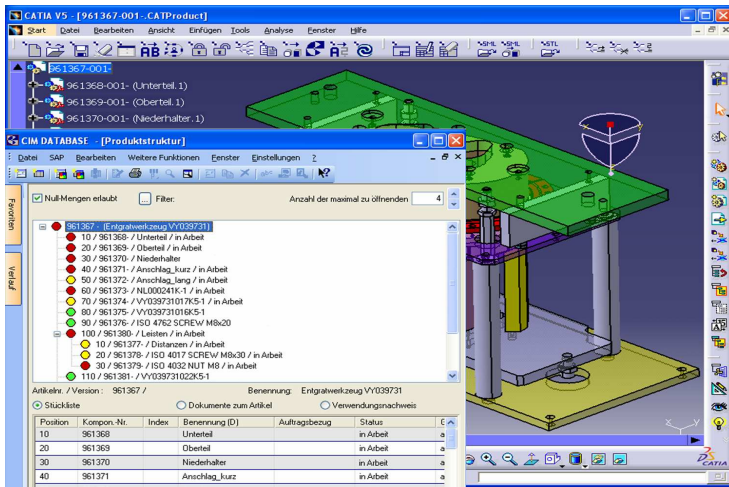 CATIA V5 - [961367-001-.CATProduct]
Start Datei Bearbeiten Ansicht Einfügen Tools Analyse Fenster Hilfe
961367-001-
961368-001- (Unterteil.1)
961369-001- (Oberteil.1)
961370-001- (Niederhalter.1)
CIM DATABASE - [Produktstruktur]
Datei SAP Bearbeiten Weitere Funktionen Fenster Einstellungen ?
Null-Mengen erlaubt ... Filter: Anzahl der maximal zu öffnenden 4
Favoriten
Verlauf
961367 - (Entgratwerkzeug VY039731)
10 / 961368- / Unterteil / in Arbeit
20 / 961369- / Oberteil / in Arbeit
30 / 961370- / Niederhalter
40 / 961371- / Anschlag_kurz / in Arbeit
50 / 961372- / Anschlag_lang / in Arbeit
60 / 961373- / NL000241K-1 / in Arbeit
70 / 961374- / VY039731017K5-1 / in Arbeit
80 / 961375- / VY039731016K5-1
90 / 961376- / ISO 4762 SCREW M8x20
100 / 961380- / Leisten / in Arbeit
10 / 961377- / Distanzen / in Arbeit
20 / 961378- / ISO 4017 SCREW M8x30 / in Arbeit
30 / 961379- / ISO 4032 NUT M8 / in Arbeit
110 / 961381- / VY039731022K5-1
Artikelnr. / Version : 961367 / Benennung: Entgratwerkzeug VY039731
Stückliste Dokumente zum Artikel Verwendungsnachweis
Position Kompon.-Nr. Index Benennung (D) Auftragsbezug Status
10 961368 Unterteil in Arbeit
20 961369 Oberteil in Arbeit
30 961370 Niederhalter in Arbeit
40 961371 Anschlag_kurz in Arbeit
CATIA